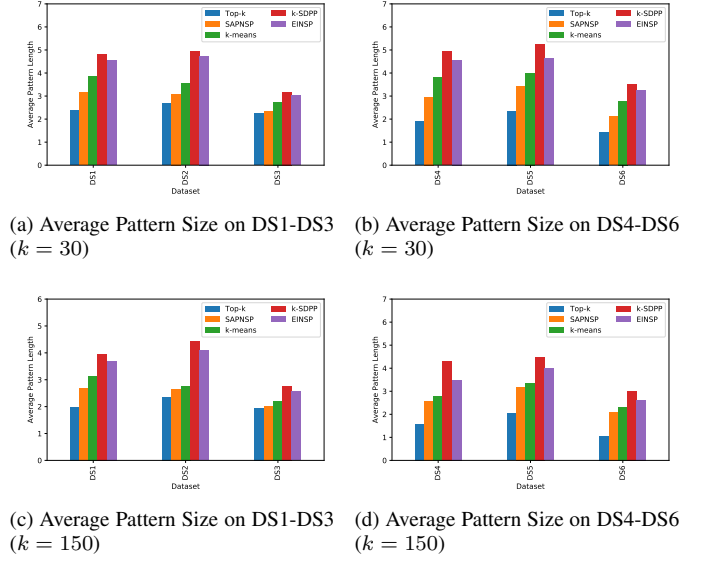 7
6
5
4
3
2
1
0
Average Pattern Length
Top-k
SAPNSP
k-means
k-SDPP
EINSP
DS1
DS2
DS3
Dataset
(a) Average Pattern Size on DS1-DS3
(k = 30)
7
6
5
4
3
2
1
0
Average Pattern Length
Top-k
SAPNSP
k-means
k-SDPP
EINSP
DS4
DS5
DS6
Dataset
(b) Average Pattern Size on DS4-DS6
(k = 30)
6
5
4
3
2
1
0
Average Pattern Length
Top-k
SAPNSP
k-means
k-SDPP
EINSP
DS1
DS2
DS3
Dataset
(c) Average Pattern Size on DS1-DS3
(k = 150)
7
6
5
4
3
2
1
0
Average Pattern Length
Top-k
SAPNSP
k-means
k-SDPP
EINSP
DS4
DS5
DS6
Dataset
(d) Average Pattern Size on DS4-DS6
(k = 150)